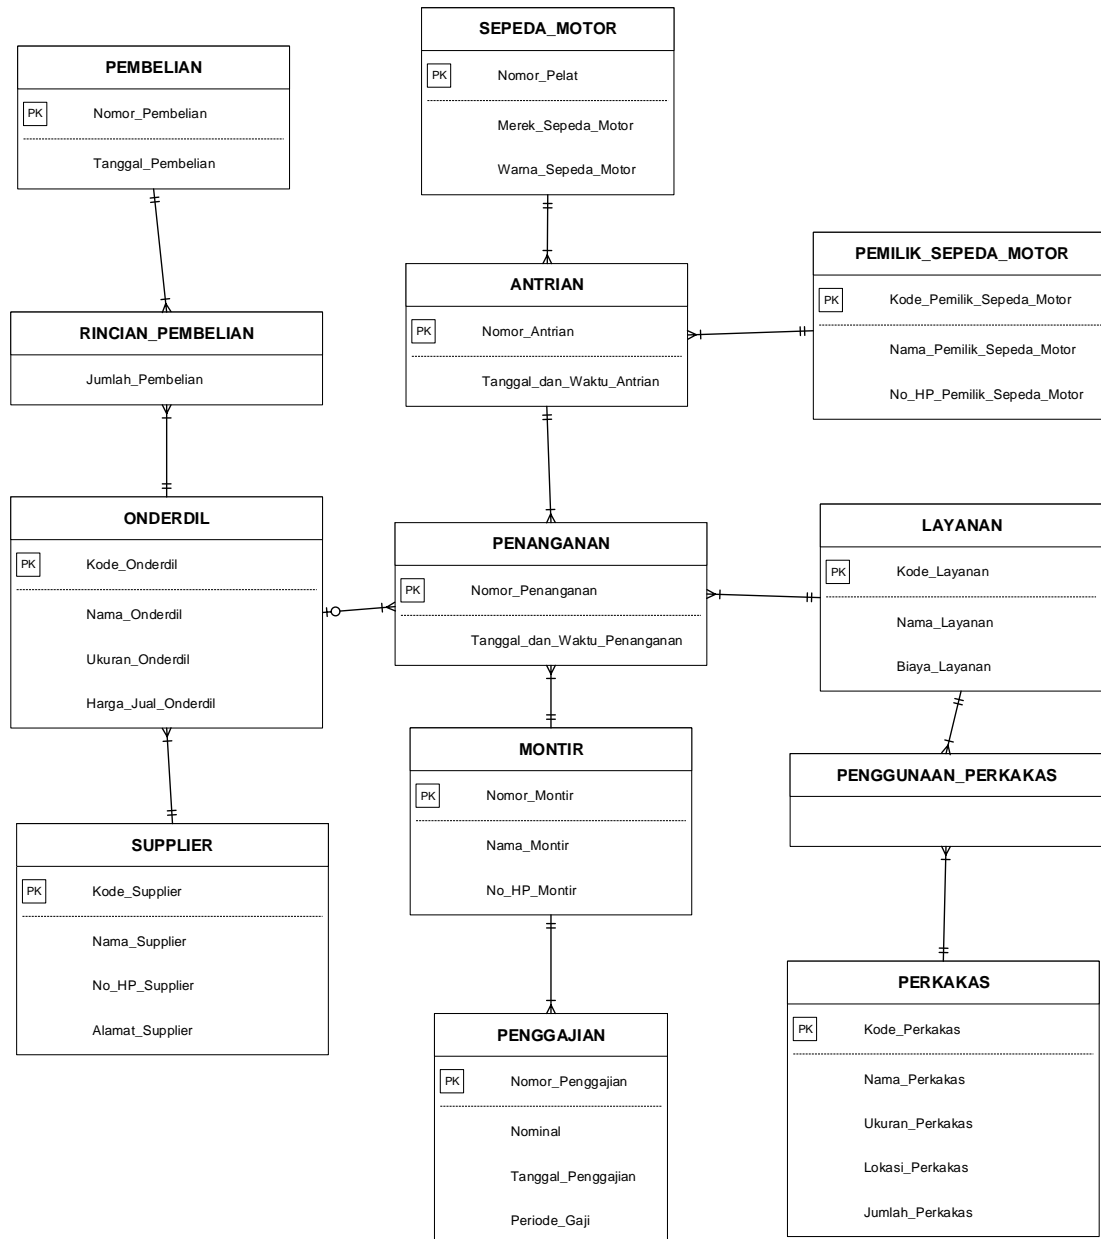 PEMBELIAN
PK Nomor_Pembelian
Tanggal_Pembelian
SEPEDA_MOTOR
PK Nomor_Pelat
Merek_Sepeda_Motor
Warna_Sepeda_Motor
PEMILIK_SEPEDA_MOTOR
PK Kode_Pemilik_Sepeda_Motor
Nama_Pemilik_Sepeda_Motor
No_HP_Pemilik_Sepeda_Motor
ANTRIAN
PK Nomor_Antrian
Tanggal_dan_Waktu_Antrian
RINCIAN_PEMBELIAN
Jumlah_Pembelian
ONDERDIL
PK Kode_Onderdil
Nama_Onderdil
Ukuran_Onderdil
Harga_Jual_Onderdil
PENANGANAN
PK Nomor_Penanganan
Tanggal_dan_Waktu_Penanganan
LAYANAN
PK Kode_Layanan
Nama_Layanan
Biaya_Layanan
MONTIR
PK Nomor_Montir
Nama_Montir
No_HP_Montir
PENGGUNAAN_PERKAKAS
SUPPLIER
PK Kode_Supplier
Nama_Supplier
No_HP_Supplier
Alamat_Supplier
PENGGAJIAN
PK Nomor_Penggajian
Nominal
Tanggal_Penggajian
Periode_Gaji
PERKAKAS
PK Kode_Perkakas
Nama_Perkakas
Ukuran_Perkakas
Lokasi_Perkakas
Jumlah_Perkakas